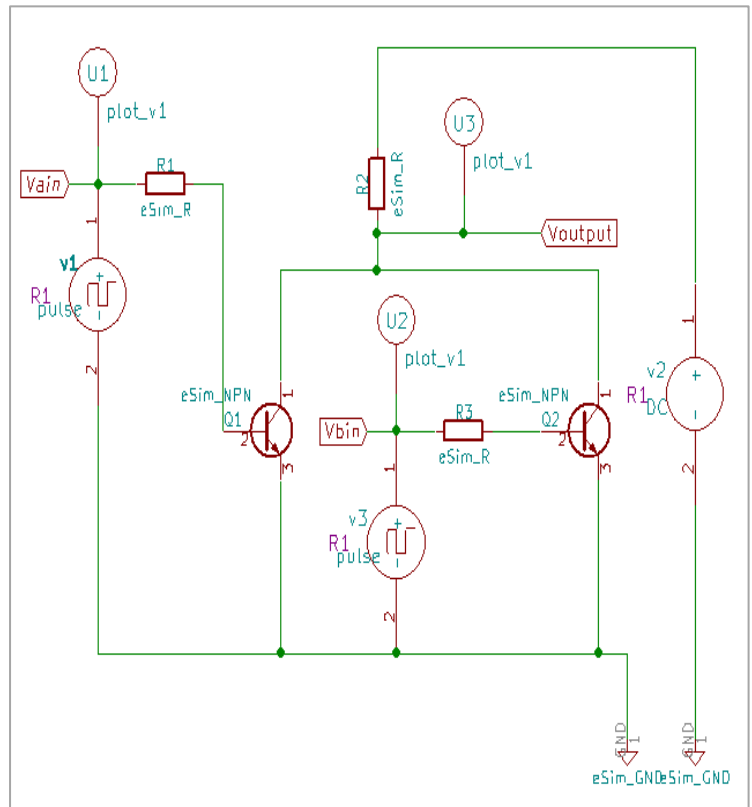 U1
plot_v1
U3
plot_v1
Vain
R1
eSim_R
R2
eSim_R
Voutput
1
v1
R1
pulse
2
U2
plot_v1
1
v2
R1
DC
2
eSim_NPN
Q1
1
2
3
Vbin
R3
eSim_R
eSim_NPN
Q2
1
2
3
1
v3
R1
pulse
2
GND
1
eSim_GND
GND
1
eSim_GND